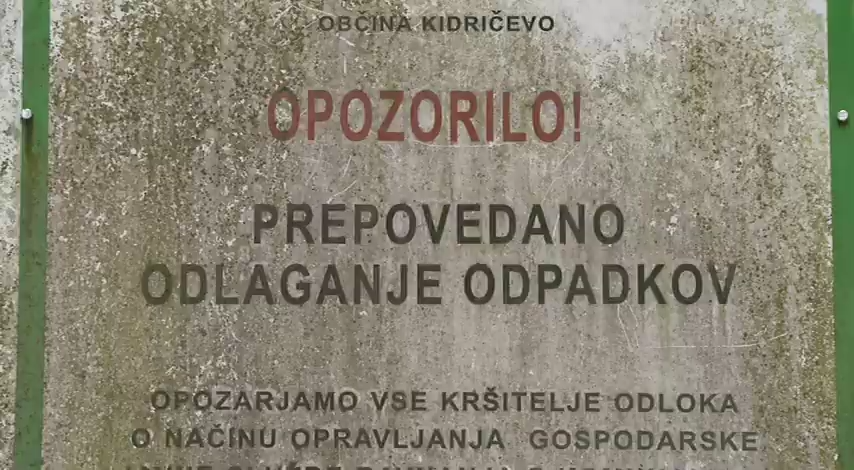 OBČINA KIDRIČEVO
OPOZORILO!
PREPOVEDANO
ODLAGANJE ODPADKOV
OPOZARJAMO VSE KRŠITELJE ODLOKA
O NAČINU OPRAVLJANJA GOSPODARSKE